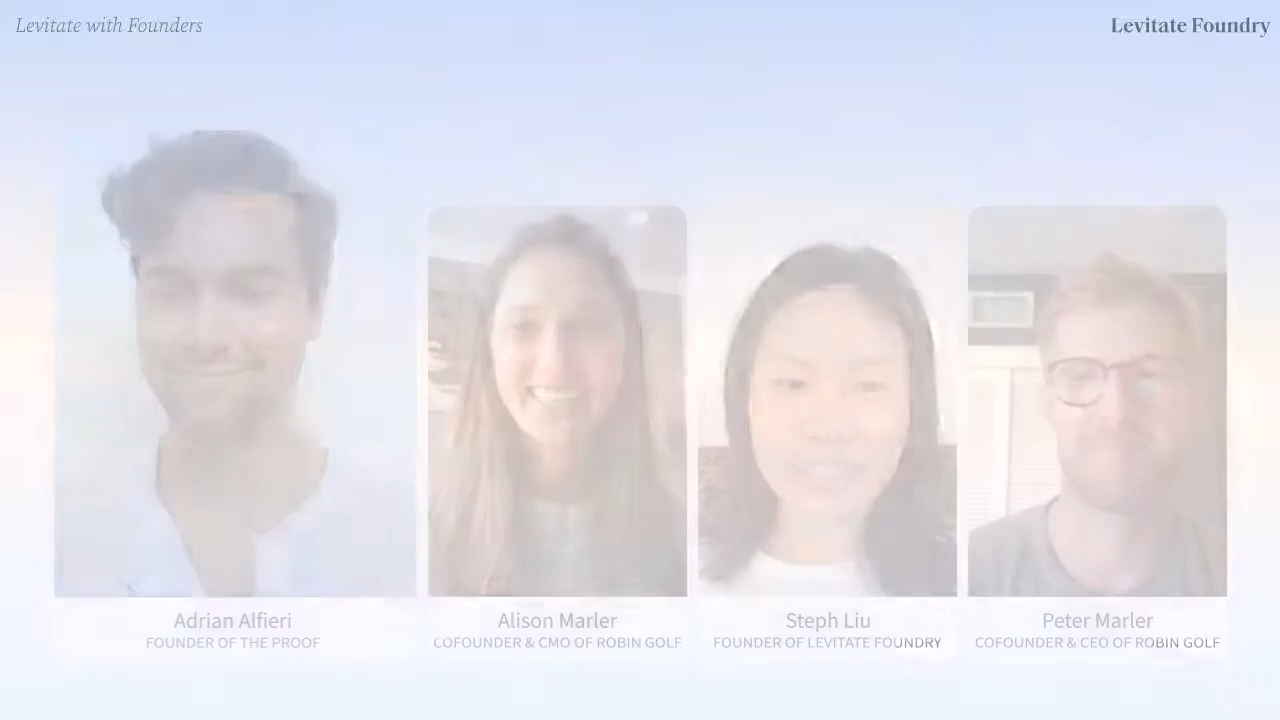 Levitate with Founders
Levitate Foundry
Adrian Alfieri
FOUNDER OF THE PROOF
Alison Marler
COFOUNDER & CMO OF ROBIN GOLF
Steph Liu
FOUNDER OF LEVITATE FOUNDRY
Peter Marler
COFOUNDER & CEO OF ROBIN GOLF